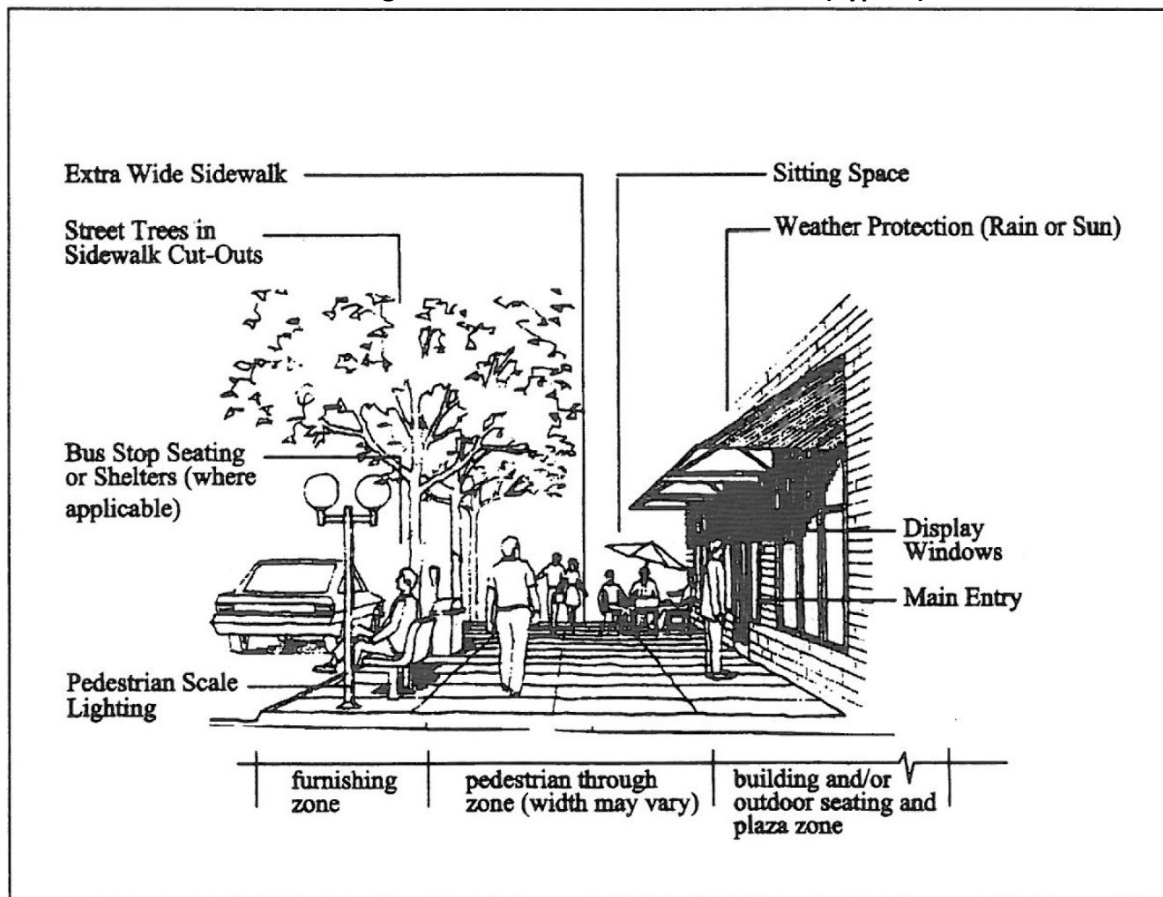 Extra Wide Sidewalk
Sitting Space
Street Trees in
Sidewalk Cut-Outs
Weather Protection (Rain or Sun)
Bus Stop Seating
or Shelters (where
applicable)
Display
Windows
Main Entry
Pedestrian Scale
Lighting
furnishing
zone
pedestrian through
zone (width may vary)
building and/or
outdoor seating and
plaza zone